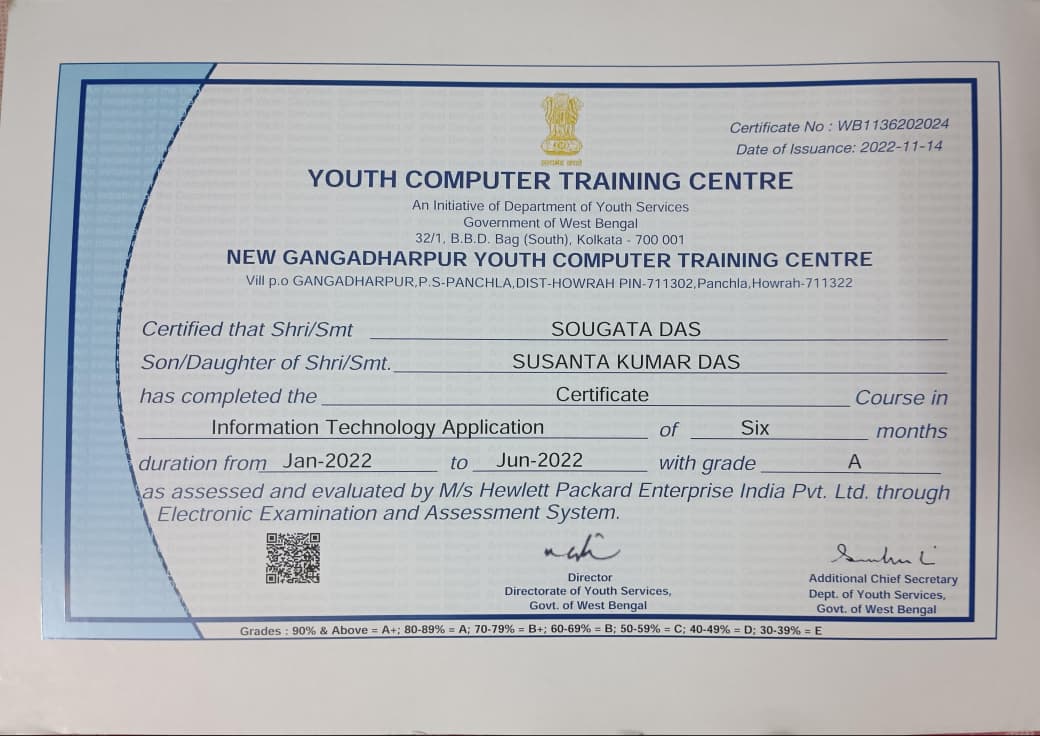 Certificate No : WB1136202024
Date of Issuance: 2022-11-14
सत्यमेव जयते
YOUTH COMPUTER TRAINING CENTRE
An Initiative of Department of Youth Services
Government of West Bengal
32/1, B.B.D. Bag (South), Kolkata - 700 001
NEW GANGADHARPUR YOUTH COMPUTER TRAINING CENTRE
Vill p.o GANGADHARPUR,P.S-PANCHLA,DIST-HOWRAH PIN-711302,Panchla,Howrah-711322
Certified that Shri/Smt SOUGATA DAS
Son/Daughter of Shri/Smt. SUSANTA KUMAR DAS
has completed the Certificate Course in
Information Technology Application of Six months
duration from Jan-2022 to Jun-2022 with grade A
as assessed and evaluated by M/s Hewlett Packard Enterprise India Pvt. Ltd. through
Electronic Examination and Assessment System.
Director
Directorate of Youth Services,
Govt. of West Bengal
Additional Chief Secretary
Dept. of Youth Services,
Govt. of West Bengal
Grades : 90% & Above = A+; 80-89% = A; 70-79% = B+; 60-69% = B; 50-59% = C; 40-49% = D; 30-39% = E